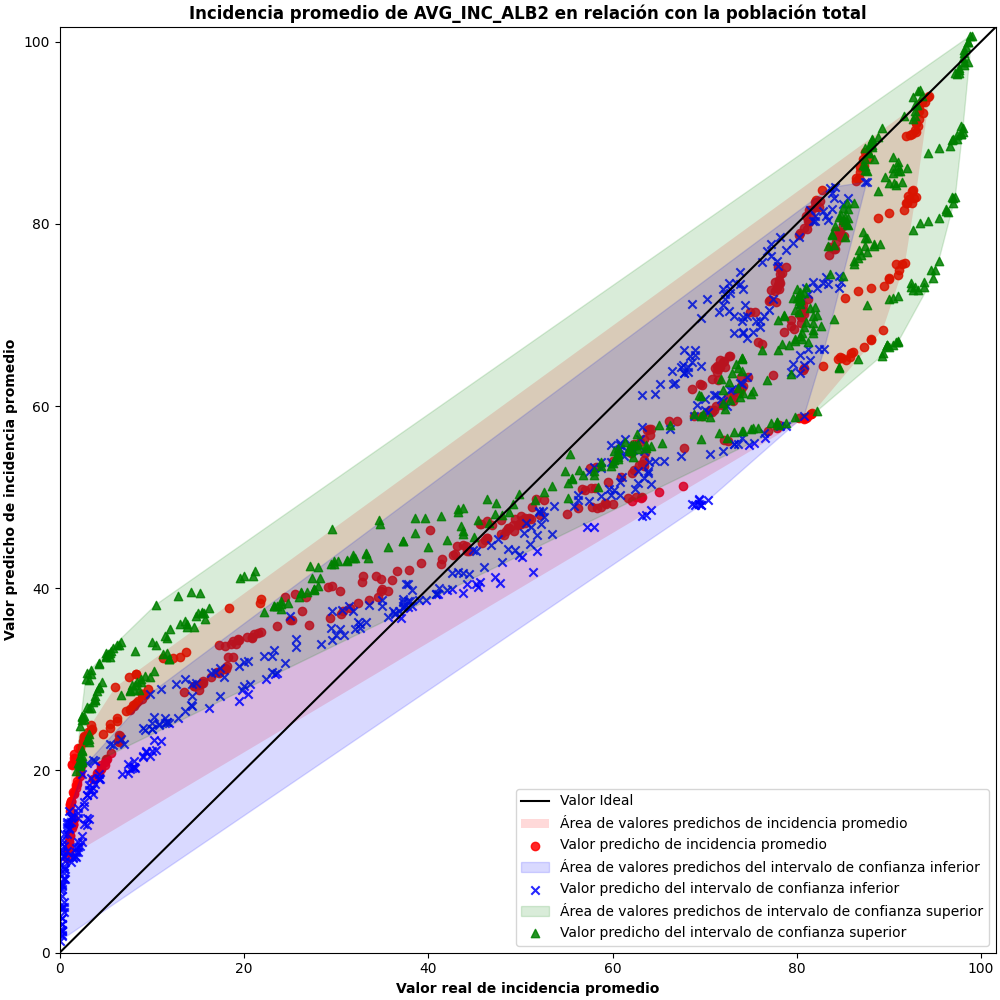 Incidencia promedio de AVG_INC_ALB2 en relación con la población total
100
80
60
40
20
0
Valor predicho de incidencia promedio
Valor Ideal
Área de valores predichos de incidencia promedio
Valor predicho de incidencia promedio
Área de valores predichos del intervalo de confianza inferior
Valor predicho del intervalo de confianza inferior
Área de valores predichos de intervalo de confianza superior
Valor predicho del intervalo de confianza superior
0 20 40 60 80 100
Valor real de incidencia promedio